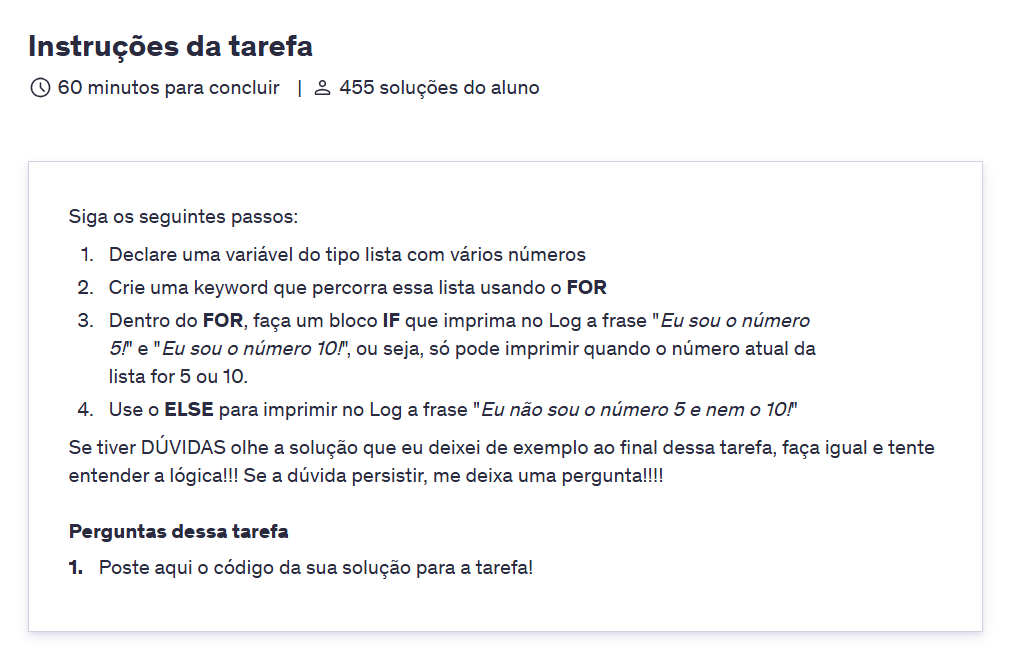 Instruções da tarefa
60 minutos para concluir | 455 soluções do aluno
Siga os seguintes passos:
1. Declare uma variável do tipo lista com vários números
2. Crie uma keyword que percorra essa lista usando o FOR
3. Dentro do FOR, faça um bloco IF que imprima no Log a frase "Eu sou o número
5!" e "Eu sou o número 10!", ou seja, só pode imprimir quando o número atual da
lista for 5 ou 10.
4. Use o ELSE para imprimir no Log a frase "Eu não sou o número 5 e nem o 10!"
Se tiver DÚVIDAS olhe a solução que eu deixei de exemplo ao final dessa tarefa, faça igual e tente
entender a lógica!!! Se a dúvida persistir, me deixa uma pergunta!!!!
Perguntas dessa tarefa
1. Poste aqui o código da sua solução para a tarefa!